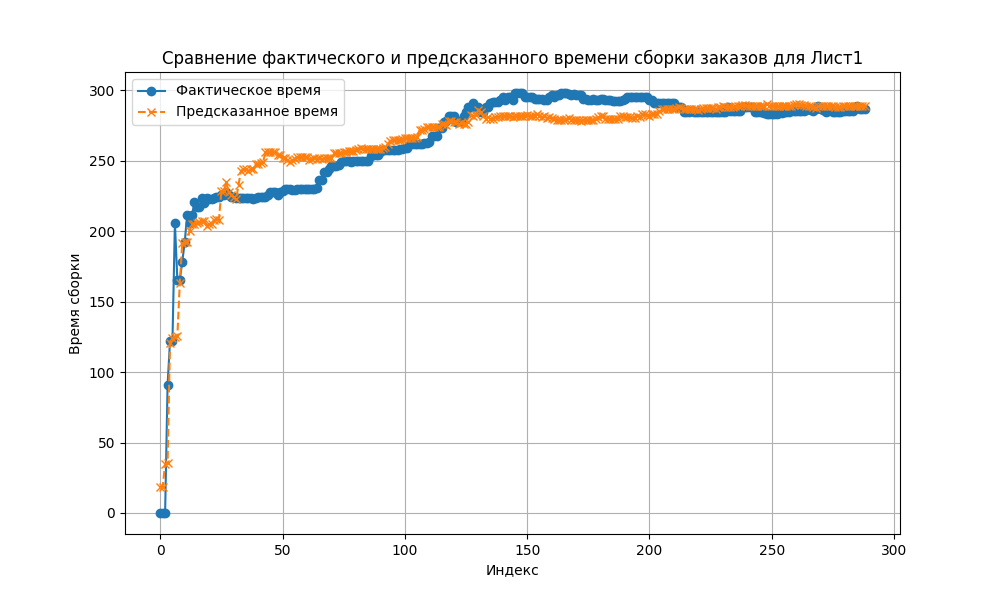 Сравнение фактического и предсказанного времени сборки заказов для Лист1
Фактическое время
Предсказанное время
300
250
200
150
100
50
0
Время сборки
0 50 100 150 200 250 300
Индекс